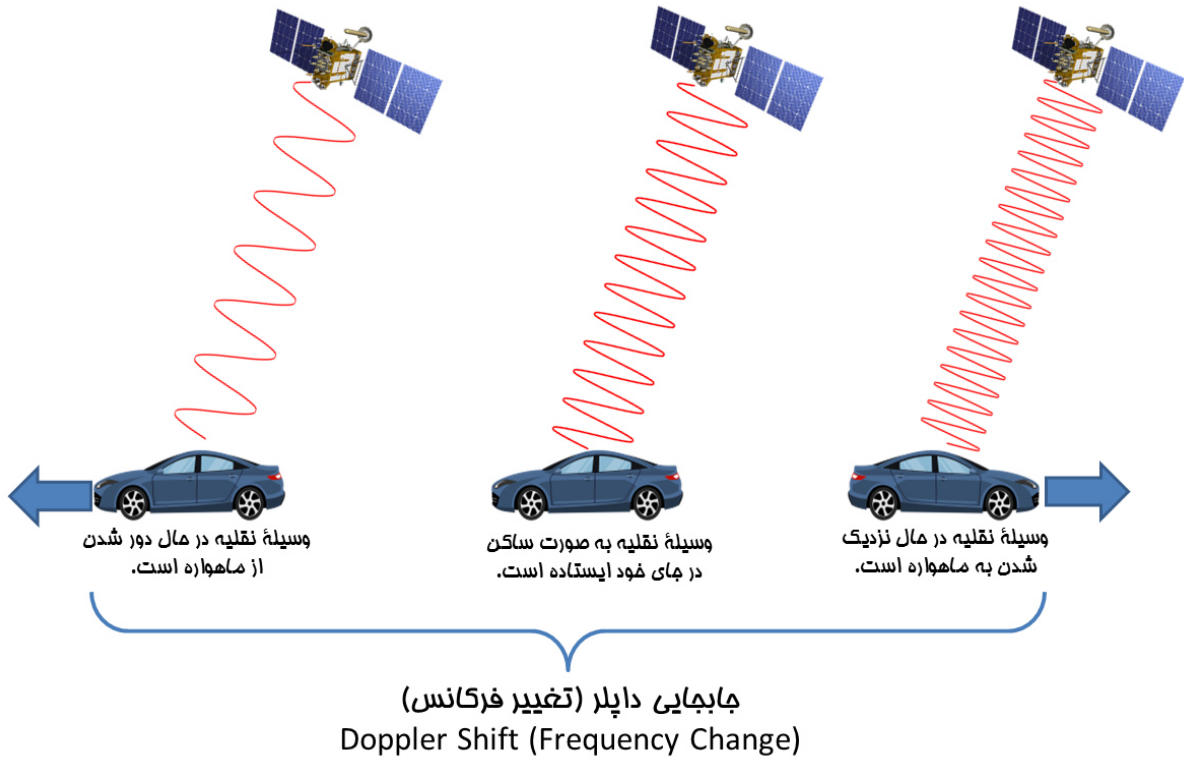 وسیلهٔ نقلیه در حال نزدیک
شدن به ماهواره است.
وسیلهٔ نقلیه به صورت ساکن
در جای خود ایستاده است.
وسیلهٔ نقلیه در حال دور شدن
از ماهواره است.
جابجایی داپلر (تغییر فرکانس)
Doppler Shift (Frequency Change)